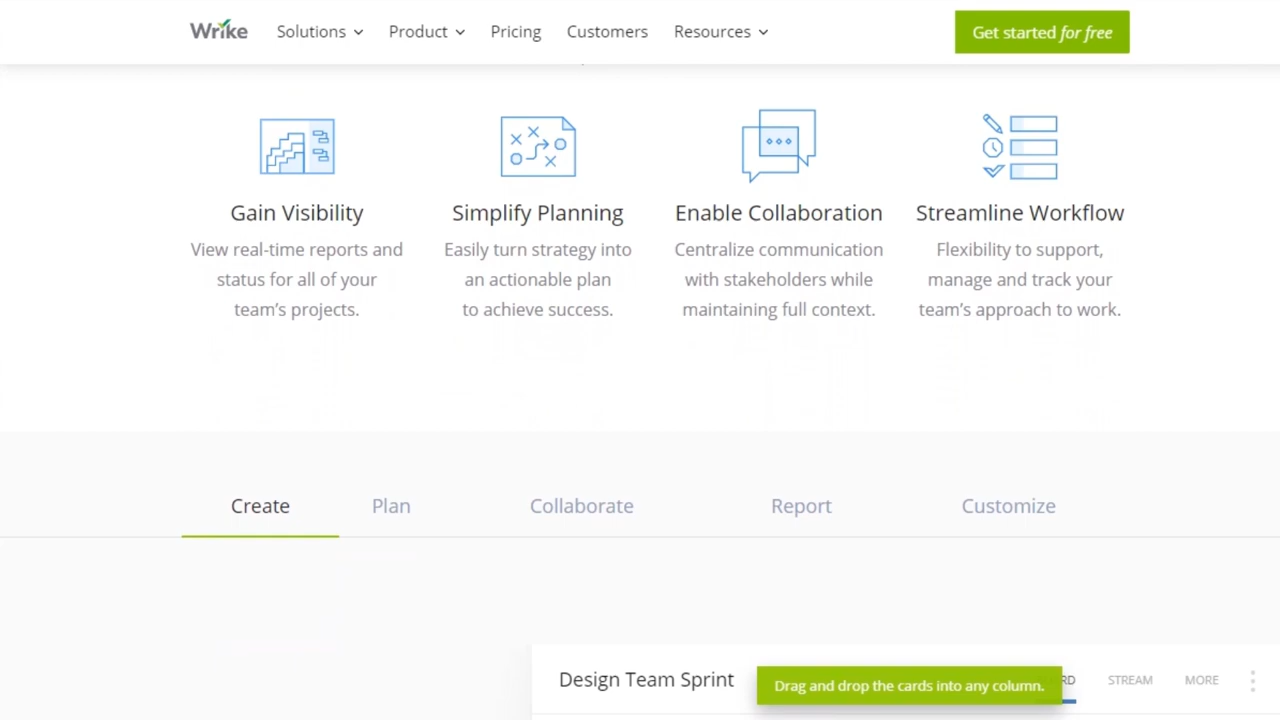 Wrike Solutions Product Pricing Customers Resources Get started for free
Gain Visibility
View real-time reports and
status for all of your
team's projects.
Simplify Planning
Easily turn strategy into
an actionable plan
to achieve success.
Enable Collaboration
Centralize communication
with stakeholders while
maintaining full context.
Streamline Workflow
Flexibility to support,
manage and track your
team's approach to work.
Create Plan Collaborate Report Customize
Design Team Sprint Drag and drop the cards into any column. STREAM MORE